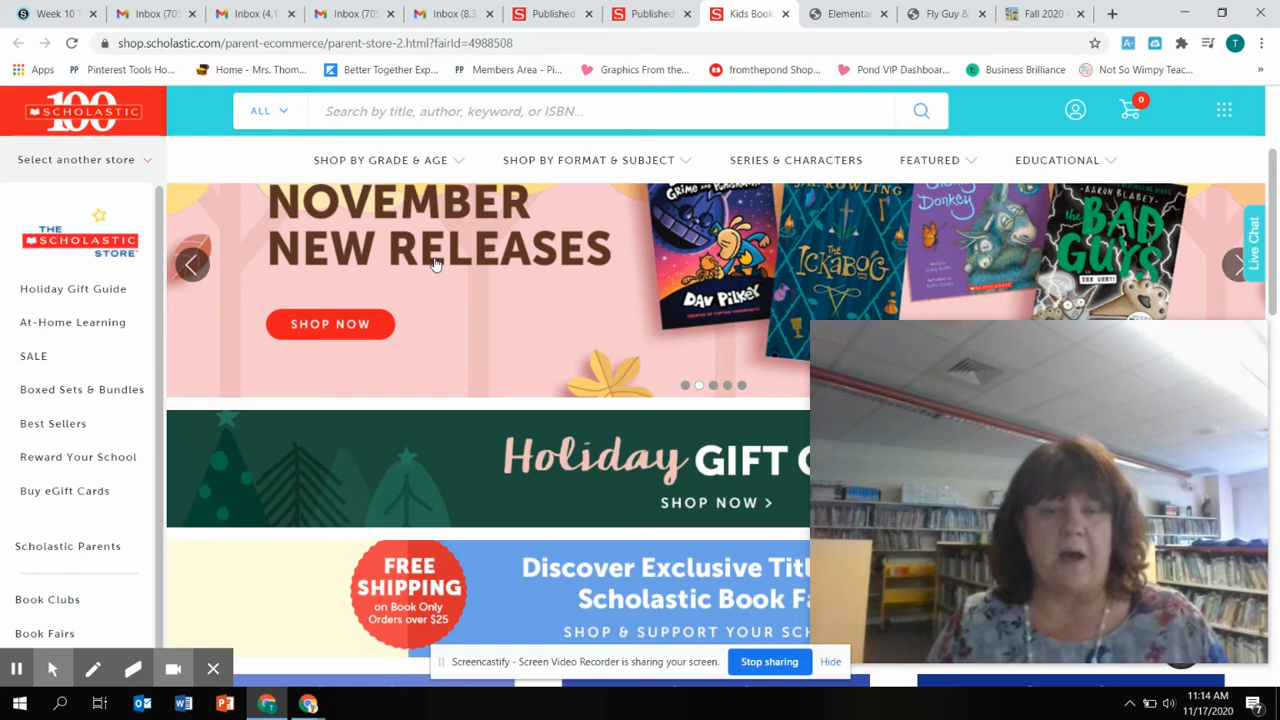 Week 10 T
Inbox (705
Inbox (4,1
Inbox (705
Inbox (8,3
Published
Published
Kids Book
Elementar
Fly Guy &
Fall 2020 C
shop.scholastic.com/parent-ecommerce/parent-store-2.html?fairId=4988508
T
Apps
Pinterest Tools Ho...
Home - Mrs. Thom...
Better Together Exp...
Members Area - Pi...
Graphics From the...
fromthepond Shop...
Pond VIP Dashboar...
Business Brilliance
Not So Wimpy Teac...
100
SCHOLASTIC
ALL
Search by title, author, keyword, or ISBN...
0
Select another store
SHOP BY GRADE & AGE
SHOP BY FORMAT & SUBJECT
SERIES & CHARACTERS
FEATURED
EDUCATIONAL
THE
SCHOLASTIC
STORE
Holiday Gift Guide
At-Home Learning
SALE
Boxed Sets & Bundles
Best Sellers
Reward Your School
Buy eGift Cards
Scholastic Parents
Book Clubs
Book Fairs
NOVEMBER
NEW RELEASES
SHOP NOW
DAV PILKEY
THE
ICKABOG
Donkey
AARON BLABEY
the BAD
GUYS
Live Chat
Holiday GIFT
SHOP NOW >
FREE
SHIPPING
on Book Only
Orders over $25
Discover Exclusive Titl
Scholastic Book Fa
SHOP & SUPPORT YOUR SCH
Screencastify - Screen Video Recorder is sharing your screen.
Stop sharing
Hide
11:14 AM
11/17/2020
7